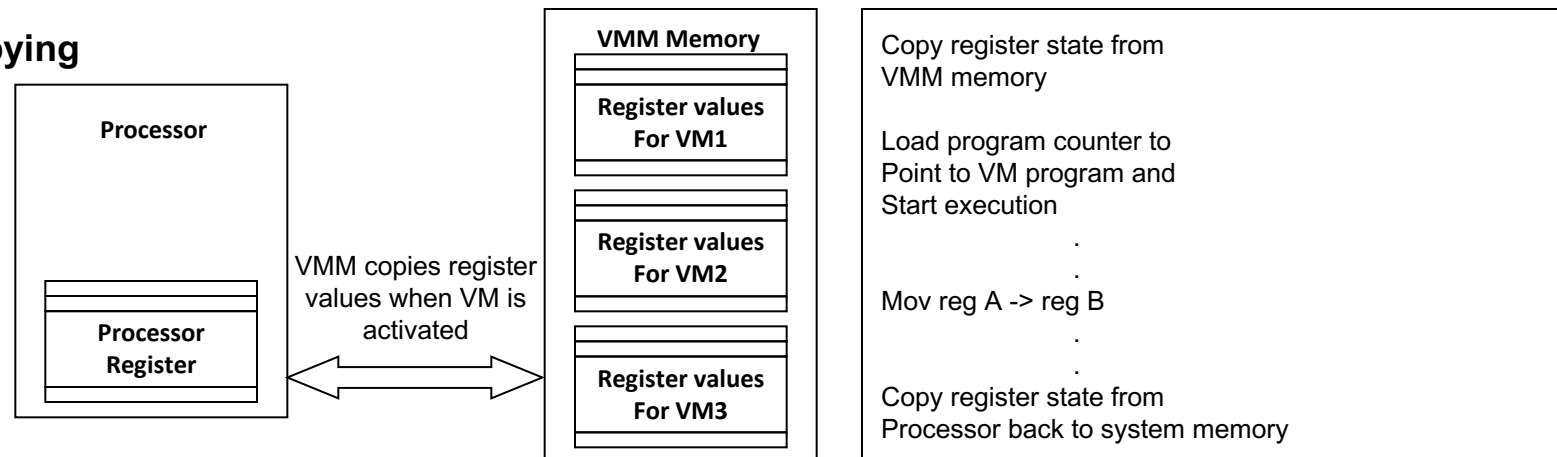 pying
Processor
Processor
Register
VMM copies register
values when VM is
activated
VMM Memory
Register values
For VM1
Register values
For VM2
Register values
For VM3
Copy register state from
VMM memory
Load program counter to
Point to VM program and
Start execution
.
.
Mov reg A -> reg B
.
.
Copy register state from
Processor back to system memory